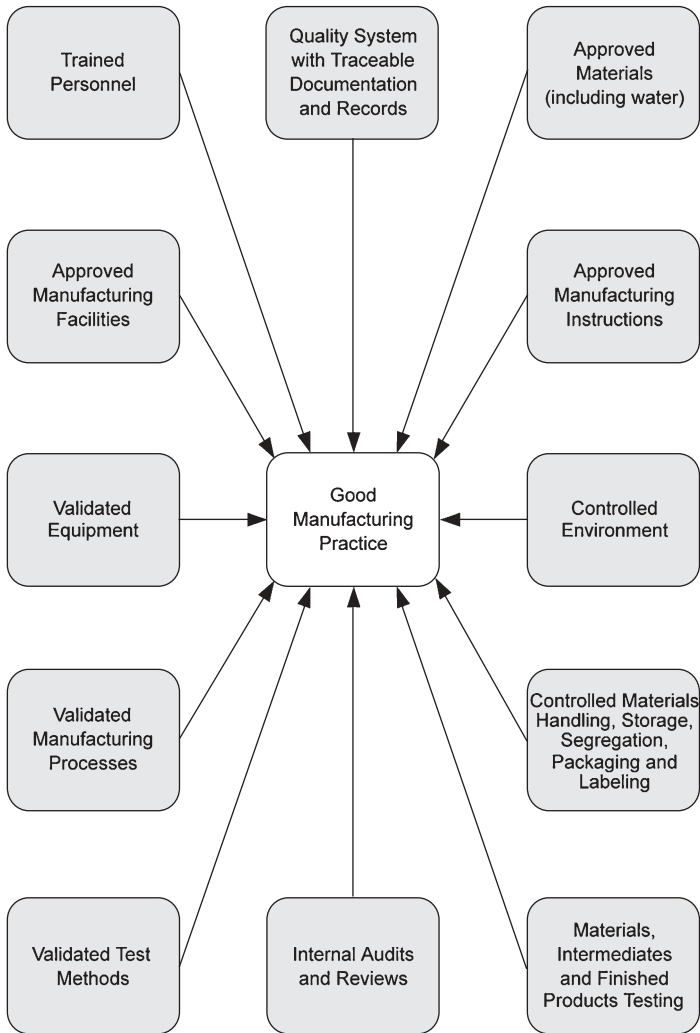 Trained
Personnel
Quality System
with Traceable
Documentation
and Records
Approved
Materials
(including water)
Approved
Manufacturing
Facilities
Approved
Manufacturing
Instructions
Validated
Equipment
Good
Manufacturing
Practice
Controlled
Environment
Validated
Manufacturing
Processes
Controlled Materials
Handling, Storage,
Segregation,
Packaging and
Labeling
Validated Test
Methods
Internal Audits
and Reviews
Materials,
Intermediates
and Finished
Products Testing